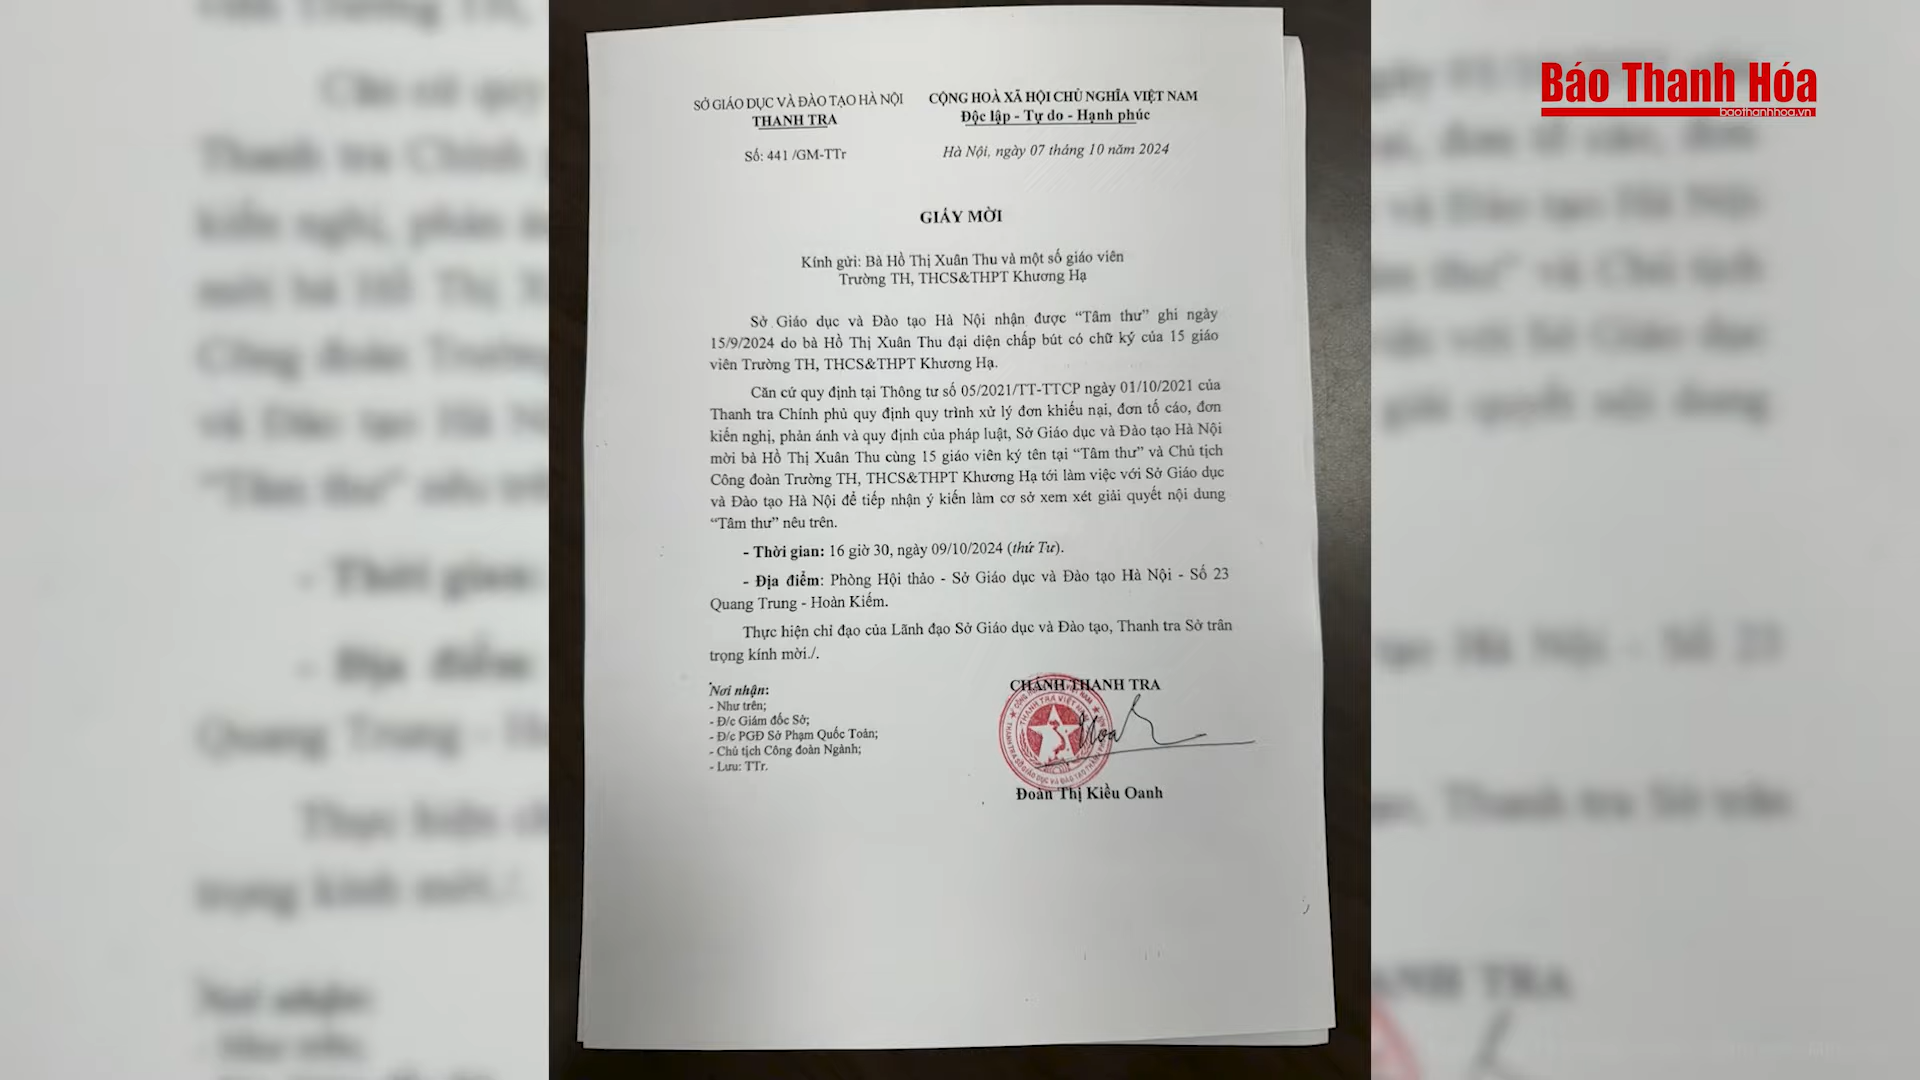 Báo Thanh Hóa
baothanhhoa.vn
SỞ GIÁO DỤC VÀ ĐÀO TẠO HÀ NỘI
THANH TRA
CỘNG HOÀ XÃ HỘI CHỦ NGHĨA VIỆT NAM
Độc lập - Tự do - Hạnh phúc
Số: 441 /GM-TTr
Hà Nội, ngày 07 tháng 10 năm 2024
GIẤY MỜI
Kính gửi: Bà Hồ Thị Xuân Thu và một số giáo viên
Trường TH, THCS&THPT Khương Hạ
Sở Giáo dục và Đào tạo Hà Nội nhận được “Tâm thư” ghi ngày
15/9/2024 do bà Hồ Thị Xuân Thu đại diện chấp bút có chữ ký của 15 giáo
viên Trường TH, THCS&THPT Khương Hạ.
Căn cứ quy định tại Thông tư số 05/2021/TT-TTCP ngày 01/10/2021 của
Thanh tra Chính phủ quy định quy trình xử lý đơn khiếu nại, đơn tố cáo, đơn
kiến nghị, phản ánh và quy định của pháp luật, Sở Giáo dục và Đào tạo Hà Nội
mời bà Hồ Thị Xuân Thu cùng 15 giáo viên ký tên tại “Tâm thư” và Chủ tịch
Công đoàn Trường TH, THCS&THPT Khương Hạ tới làm việc với Sở Giáo dục
và Đào tạo Hà Nội để tiếp nhận ý kiến làm cơ sở xem xét giải quyết nội dung
“Tâm thư” nêu trên.
- Thời gian: 16 giờ 30, ngày 09/10/2024 (thứ Tư).
- Địa điểm: Phòng Hội thảo - Sở Giáo dục và Đào tạo Hà Nội - Số 23
Quang Trung - Hoàn Kiếm.
Thực hiện chỉ đạo của Lãnh đạo Sở Giáo dục và Đào tạo, Thanh tra Sở trân
trọng kính mời./.
Nơi nhận:
- Như trên;
- Đ/c Giám đốc Sở;
- Đ/c PGĐ Sở Phạm Quốc Toản;
- Chủ tịch Công đoàn Ngành;
- Lưu: TTr.
CHÁNH THANH TRA
Đoàn Thị Kiều Oanh